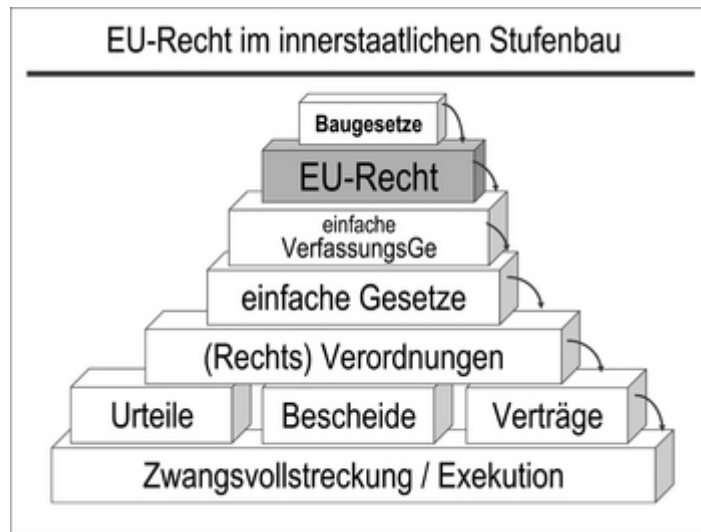 EU-Recht im innerstaatlichen Stufenbau
Baugesetze
EU-Recht
einfache
VerfassungsGe
einfache Gesetze
(Rechts) Verordnungen
Urteile Bescheide Verträge
Zwangsvollstreckung / Exekution